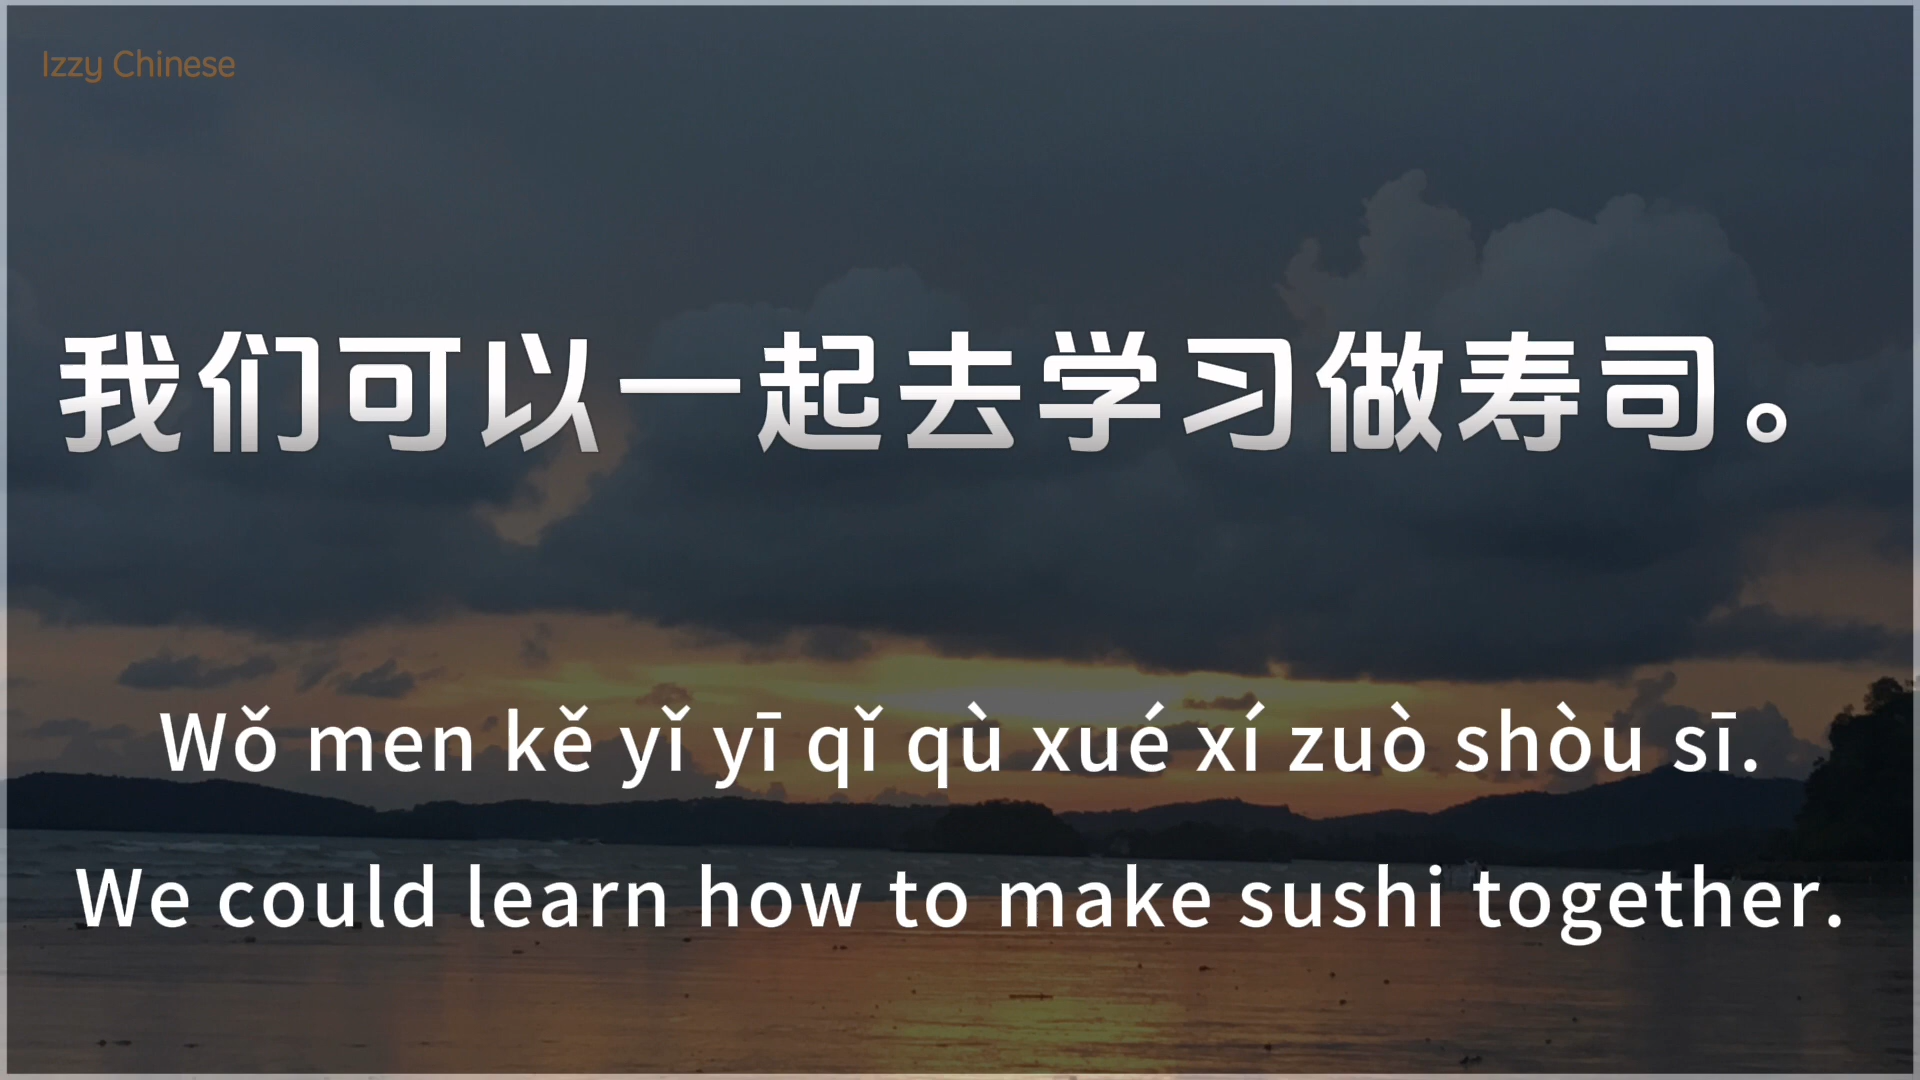 Izzy Chinese
我们可以一起去学习做寿司。
Wǒ men kě yǐ yī qǐ qù xué xí zuò shòu sī.
We could learn how to make sushi together.